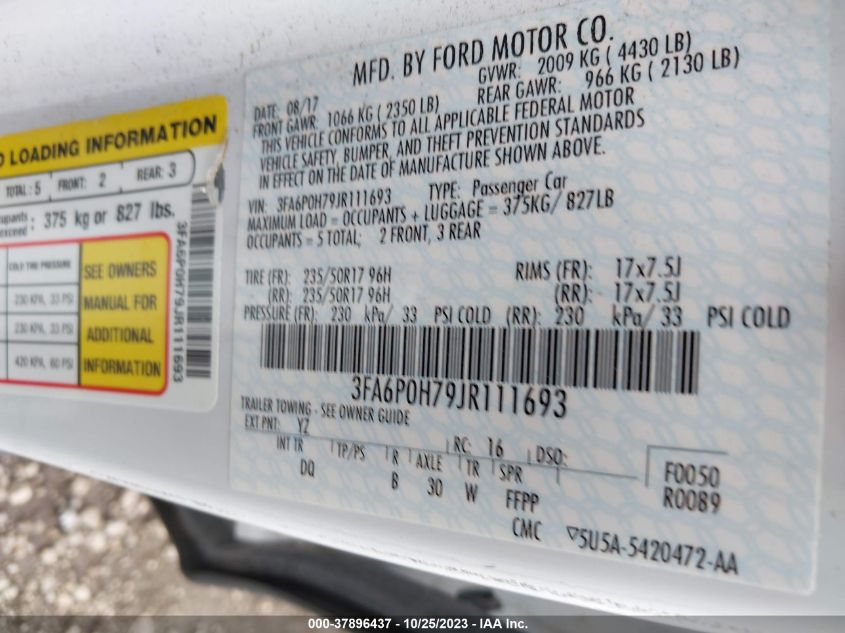 MFD. BY FORD MOTOR CO.
DATE: 08/17 GVWR: 2009 KG ( 4430 LB)
FRONT GAWR: 1066 KG ( 2350 LB) REAR GAWR: 966 KG ( 2130 LB)
THIS VEHICLE CONFORMS TO ALL APPLICABLE FEDERAL MOTOR
VEHICLE SAFETY, BUMPER, AND THEFT PREVENTION STANDARDS
IN EFFECT ON THE DATE OF MANUFACTURE SHOWN ABOVE.
VIN: 3FA6P0H79JR111693 TYPE: Passenger Car
MAXIMUM LOAD = OCCUPANTS + LUGGAGE = 375KG/ 827LB
OCCUPANTS = 5 TOTAL; 2 FRONT, 3 REAR
TIRE (FR): 235/50R17 96H RIMS (FR): 17x7.5J
(RR): 235/50R17 96H (RR): 17x7.5J
PRESSURE (FR): 230 kPa/ 33 PSI COLD (RR): 230 kPa/ 33 PSI COLD
3FA6P0H79JR111693
TRAILER TOWING - SEE OWNER GUIDE
EXT PNT: YZ RC: 16 DSO:
INT TR TP/PS R AXLE TR SPR F0050
DQ B 30 W FFPP R0089
CMC 5U5A-5420472-AA
LOADING INFORMATION
TOTAL: 5 FRONT: 2 REAR: 3
375 kg or 827 lbs.
COLD TIRE PRESSURE
230 KPA, 33 PSI
230 KPA, 33 PSI
420 KPA, 60 PSI
SEE OWNERS
MANUAL FOR
ADDITIONAL
INFORMATION
3FA6P0H79JR111693
000-37896437 - 10/25/2023 - IAA Inc.